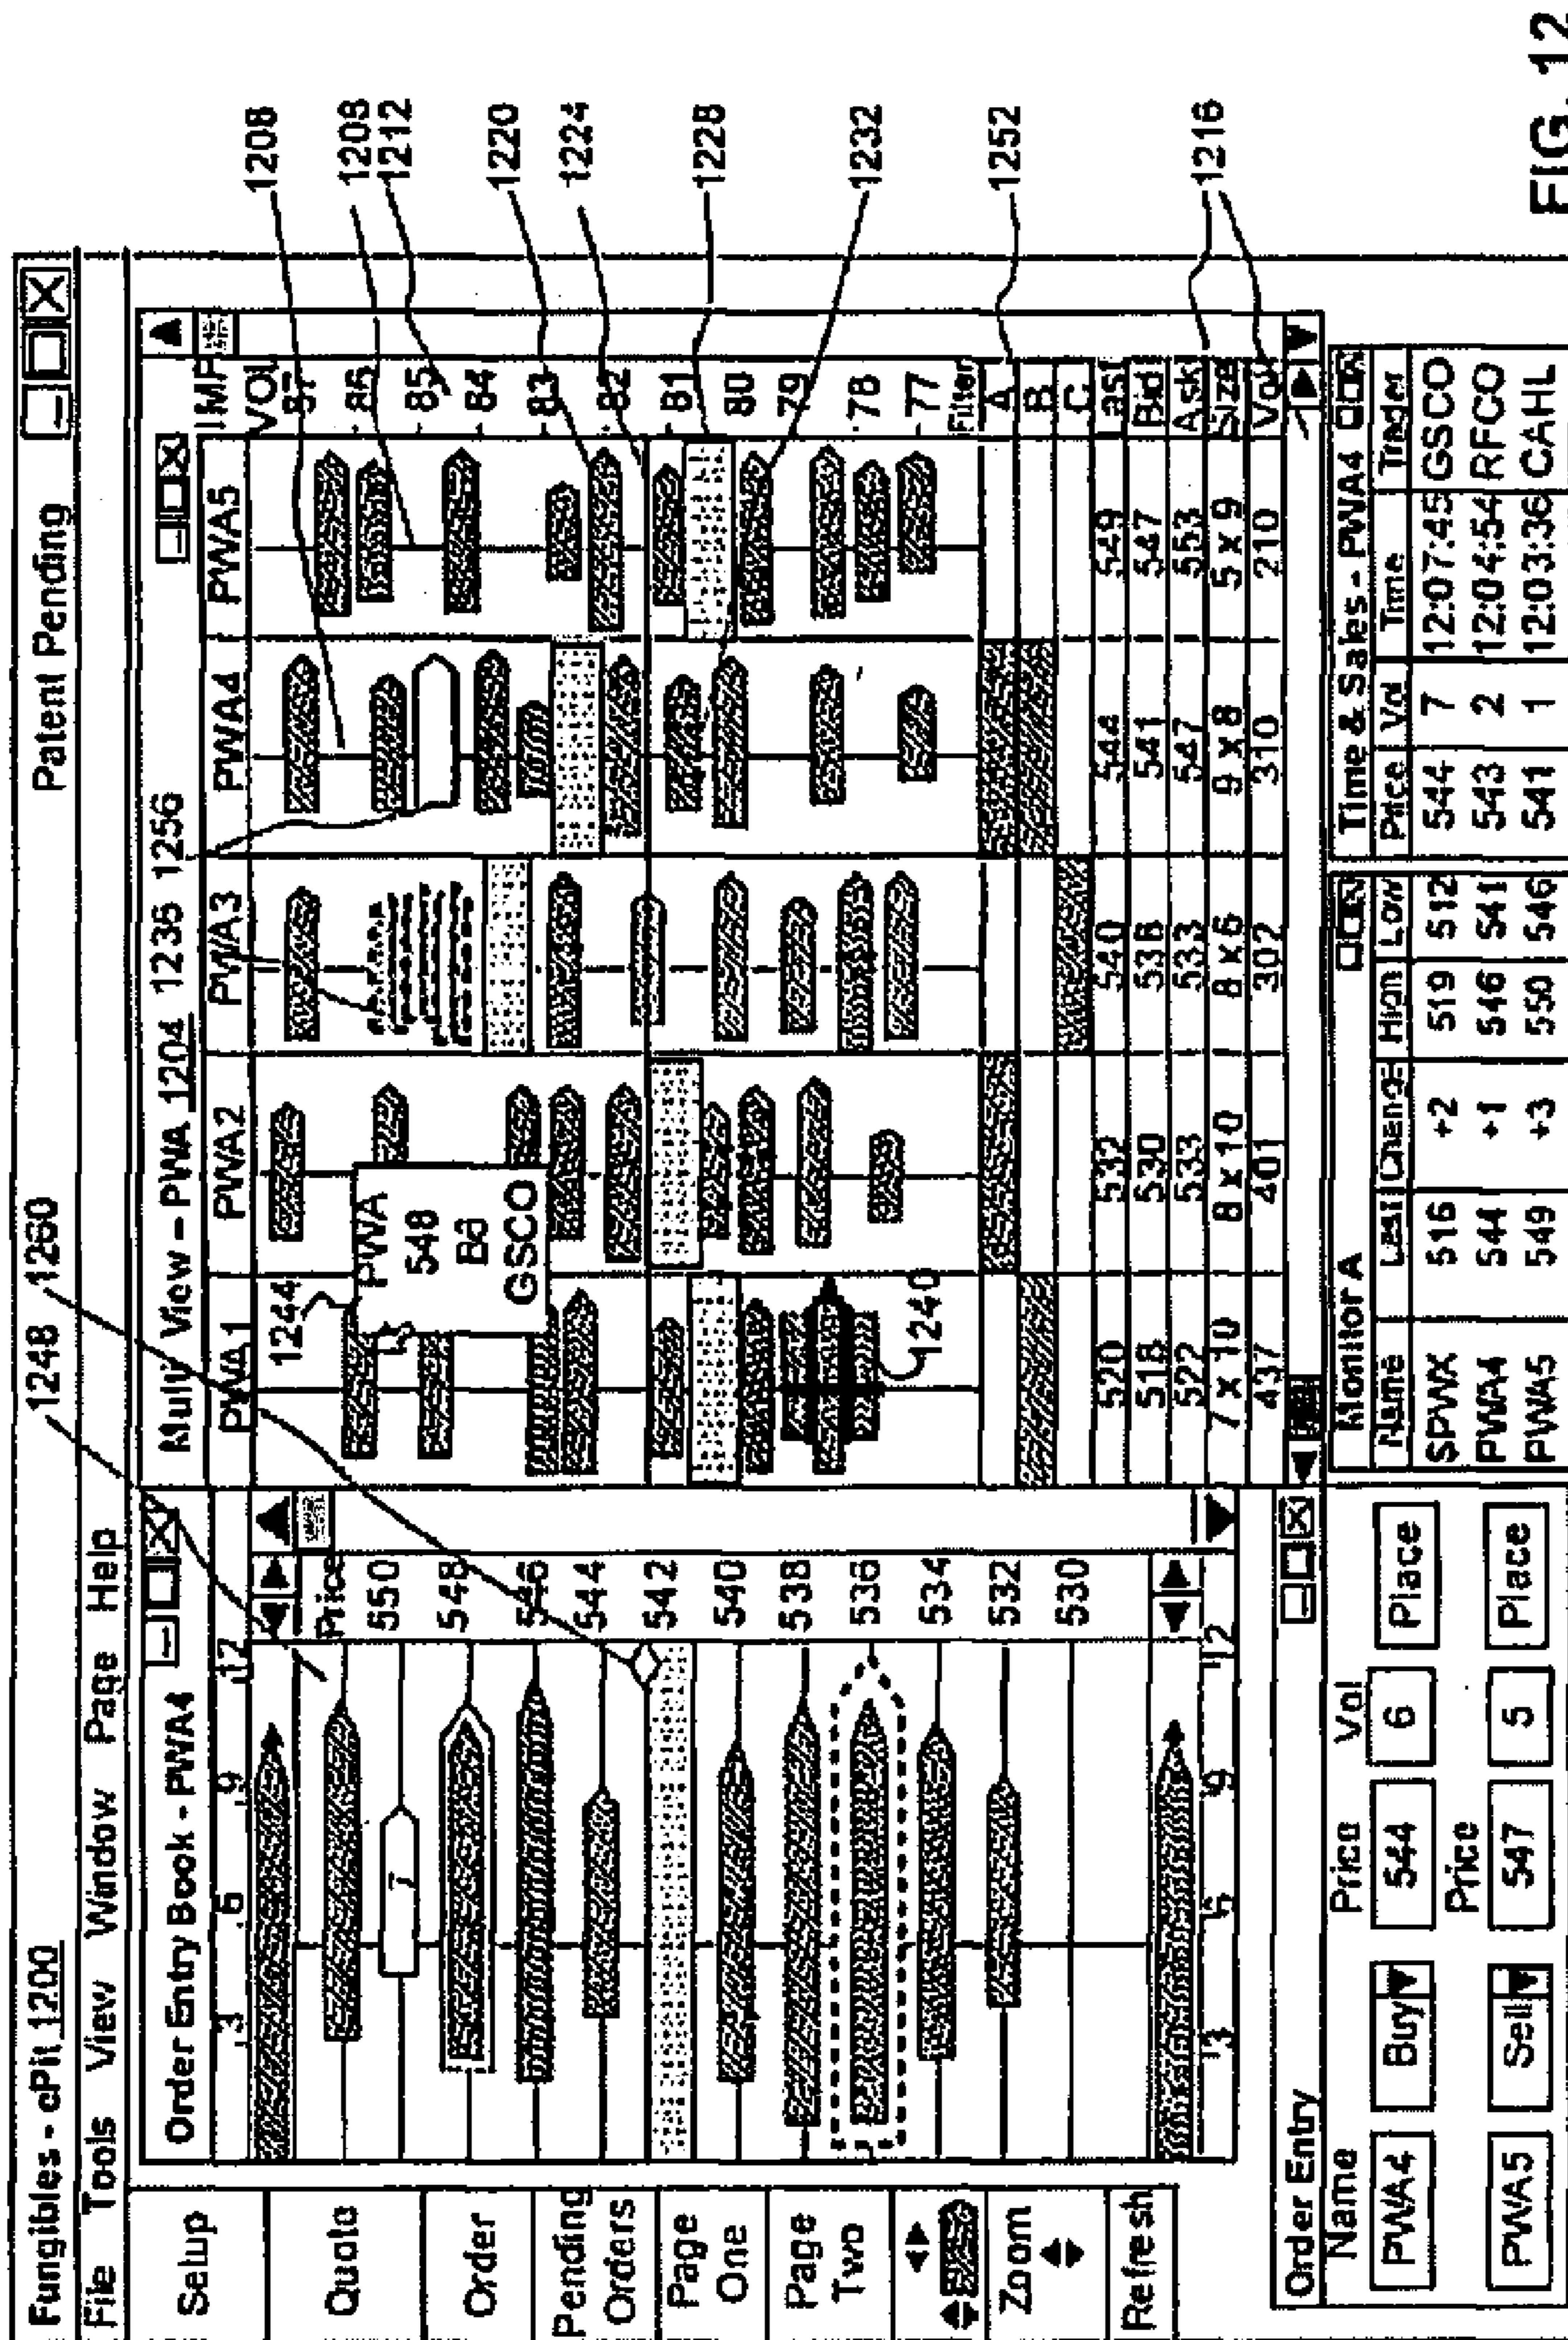 Fungibles - ePit 1200 Patent Pending
File Tools View Window Page Help
Setup
Quote
Order
Pending Orders
Page One
Page Two
Zoom
Refresh
1248 1260
Order Entry Book - PWA4
3 6 9 12
Price
550
548
546
544
542
540
538
536
534
532
530
7
3 6 9 12
Multi View - PWA 1204 1236 1256
PWA1 PWA2 PWA3 PWA4 PWA5
IMP
VOL
87
86
85
84
83
82
81
80
79
78
77
Filter
A
B
C
1244
PWA
548
GSCO
1240
520 532 540 544 549 Last
518 530 538 541 547 Bid
522 533 533 547 553 Ask
7 x 10 8 x 10 8 x 6 9 x 8 5 x 9 Size
437 401 302 310 210 Vol
1208
1208
1212
1220
1224
1228
1232
1252
1216
Order Entry
Name Price Vol
PWA4 Buy 544 6 Place
Price
PWA5 Sell 547 5 Place
Monitor A
Name Last Change High Low
SPWX 516 +2 519 512
PWA4 544 +1 546 541
PWA5 549 +3 550 546
Time & Sales - PWA4
Price Vol Time Trader
544 7 12:07:45 GSCO
543 2 12:04:54 RFCO
541 1 12:03:36 CAHL
FIG. 12